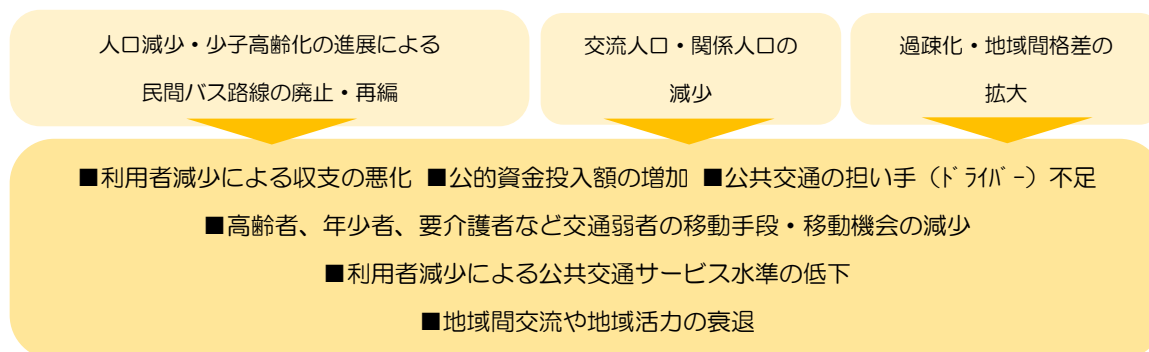 人口減少・少子高齢化の進展による
民間バス路線の廃止・再編
交流人口・関係人口の
減少
過疎化・地域間格差の
拡大
■利用者減少による収支の悪化 ■公的資金投入額の増加 ■公共交通の担い手（ﾄﾞﾗｲﾊﾞｰ）不足
■高齢者、年少者、要介護者など交通弱者の移動手段・移動機会の減少
■利用者減少による公共交通サービス水準の低下
■地域間交流や地域活力の衰退